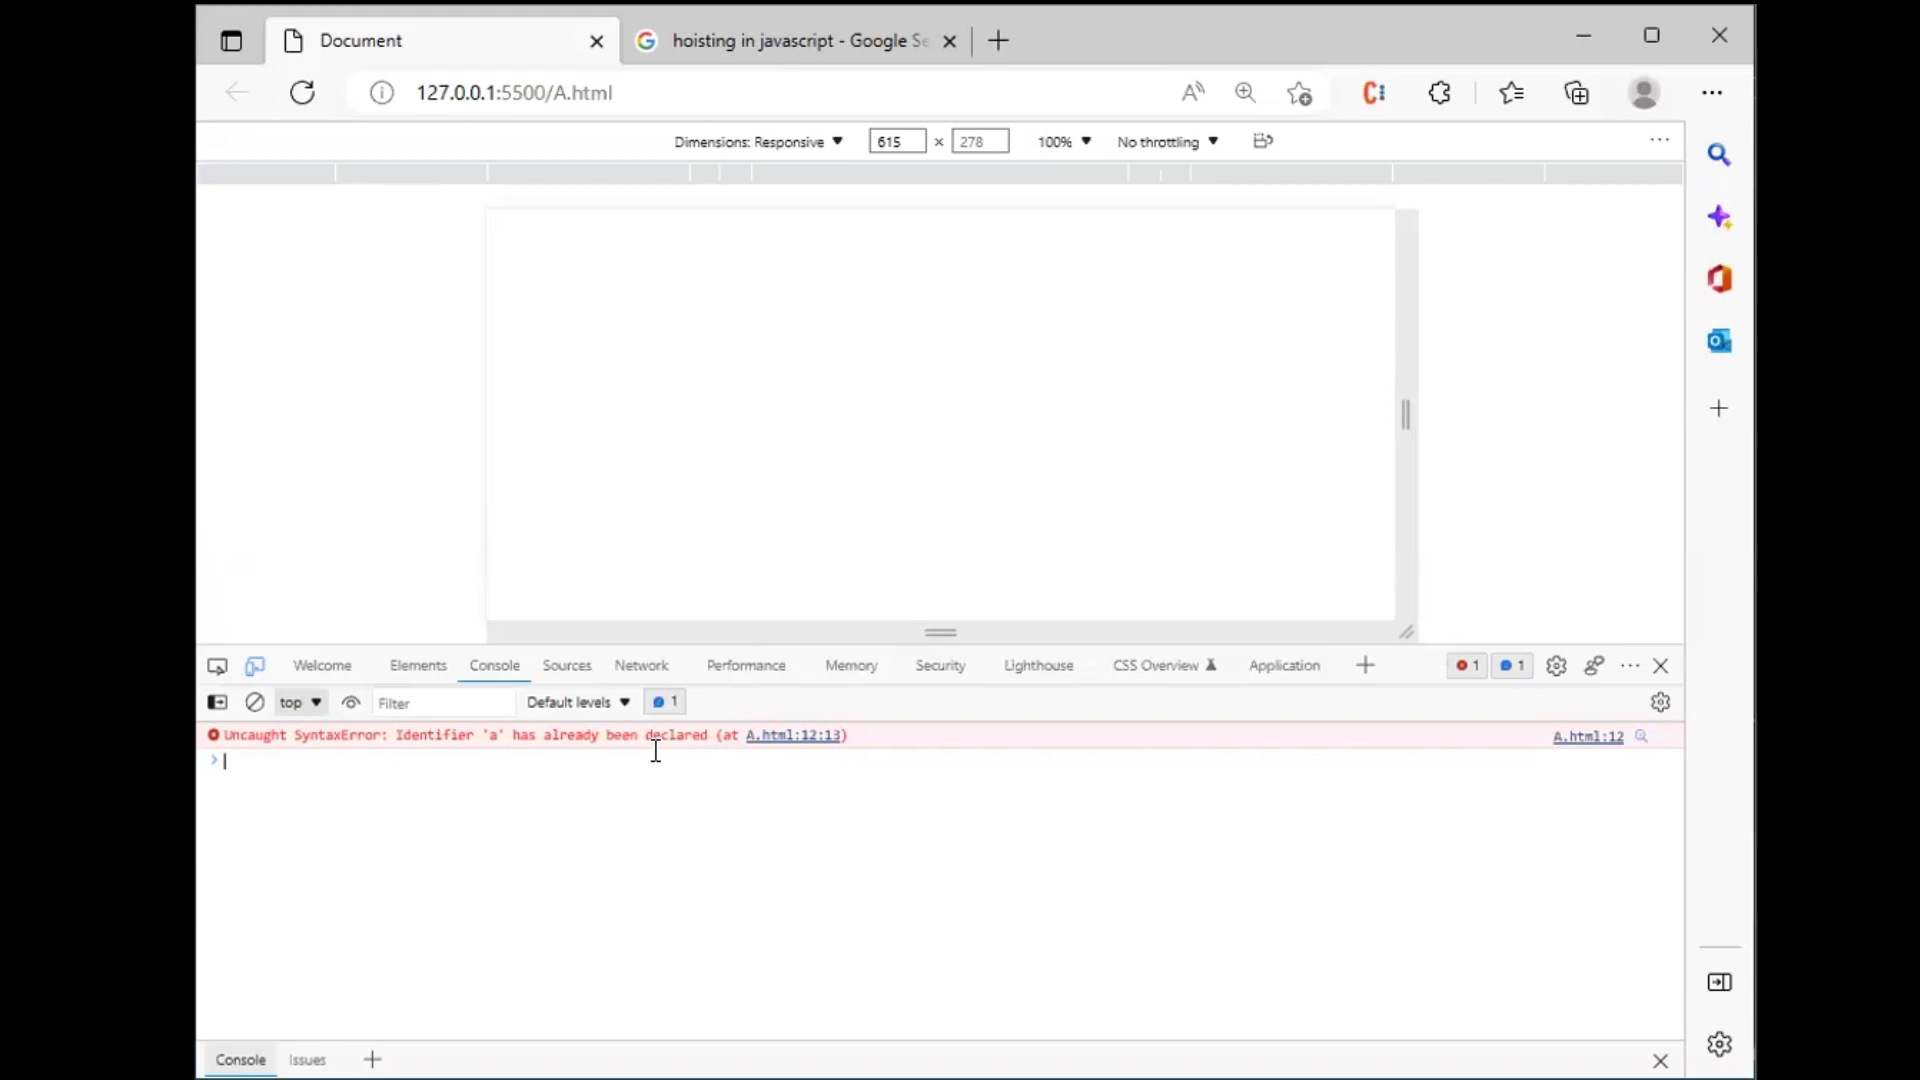 Document
hoisting in javascript - Google Se
127.0.0.1:5500/A.html
Dimensions: Responsive 615 × 278 100% No throttling
Welcome Elements Console Sources Network Performance Memory Security Lighthouse CSS Overview Application 1 1
top Filter Default levels 1
Uncaught SyntaxError: Identifier 'a' has already been declared (at A.html:12:13) A.html:12
Console Issues